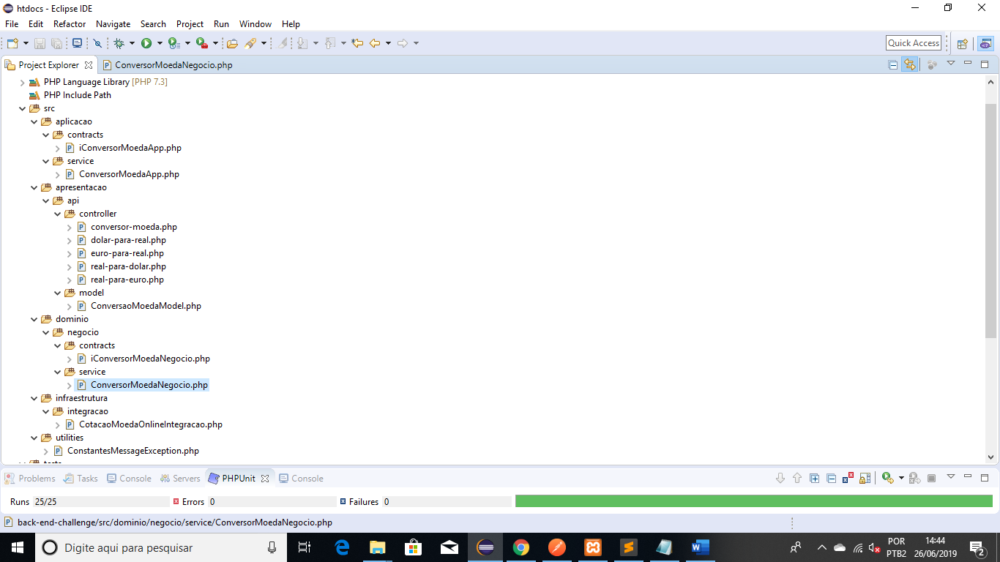 htdocs - Eclipse IDE
File Edit Refactor Navigate Search Project Run Window Help
Quick Access
Project Explorer ConversorMoedaNegocio.php
PHP Language Library [PHP 7.3]
PHP Include Path
src
aplicacao
contracts
iConversorMoedaApp.php
service
ConversorMoedaApp.php
apresentacao
api
controller
conversor-moeda.php
dolar-para-real.php
euro-para-real.php
real-para-dolar.php
real-para-euro.php
model
ConversaoMoedaModel.php
dominio
negocio
contracts
iConversorMoedaNegocio.php
service
ConversorMoedaNegocio.php
infraestrutura
integracao
CotacaoMoedaOnlineIntegracao.php
utilities
ConstantesMessageException.php
Problems Tasks Console Servers PHPUnit Console
Runs 25/25 Errors 0 Failures 0
back-end-challenge/src/dominio/negocio/service/ConversorMoedaNegocio.php
Digite aqui para pesquisar
POR 14:44
PTB2 26/06/2019 2